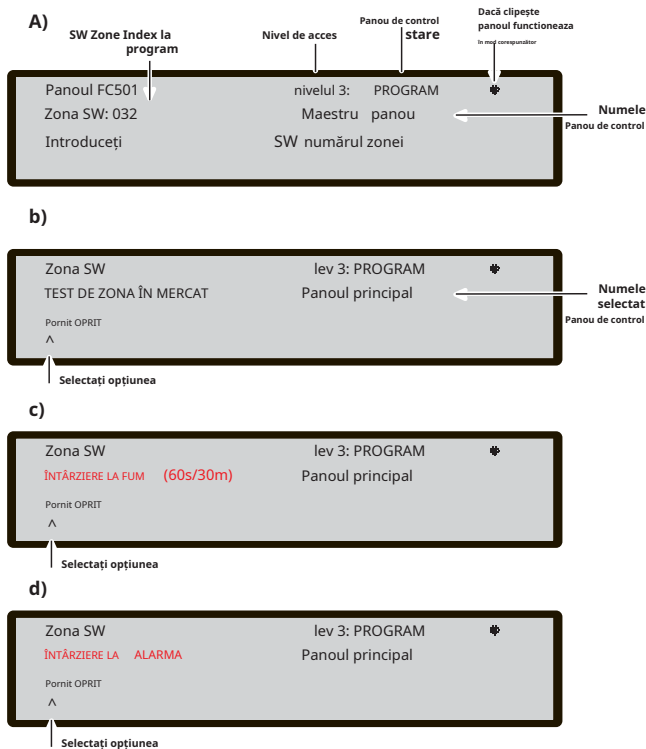 A)
SW Zone Index la
program
Nivel de acces
Panou de control
stare
Dacă clipește
panoul functioneaza
în mod corespunzător
Panoul FC501 nivelul 3: PROGRAM
Zona SW: 032 Maestru panou
Introduceți SW numărul zonei
Numele
Panou de control
b)
Zona SW lev 3: PROGRAM
TEST DE ZONA ÎN MERCAT Panoul principal
Pornit OPRIT
^
Numele
selectat
Panou de control
Selectați opțiunea
c)
Zona SW lev 3: PROGRAM
ÎNTÂRZIERE LA FUM (60s/30m) Panoul principal
Pornit OPRIT
^
Selectați opțiunea
d)
Zona SW lev 3: PROGRAM
ÎNTÂRZIERE LA ALARMA Panoul principal
Pornit OPRIT
^
Selectați opțiunea